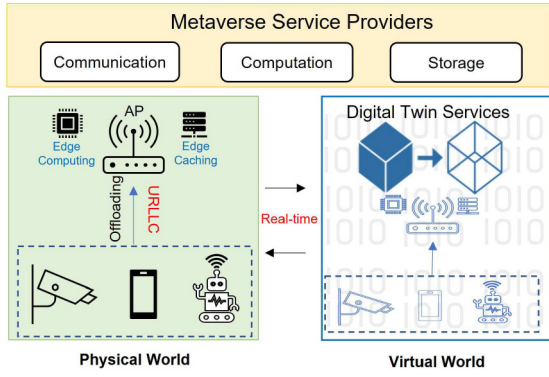 Metaverse Service Providers
Communication
Computation
Storage
AP
Edge
Computing
Edge
Caching
Offloading
URLLC
Physical World
Real-time
Digital Twin Services
Virtual World